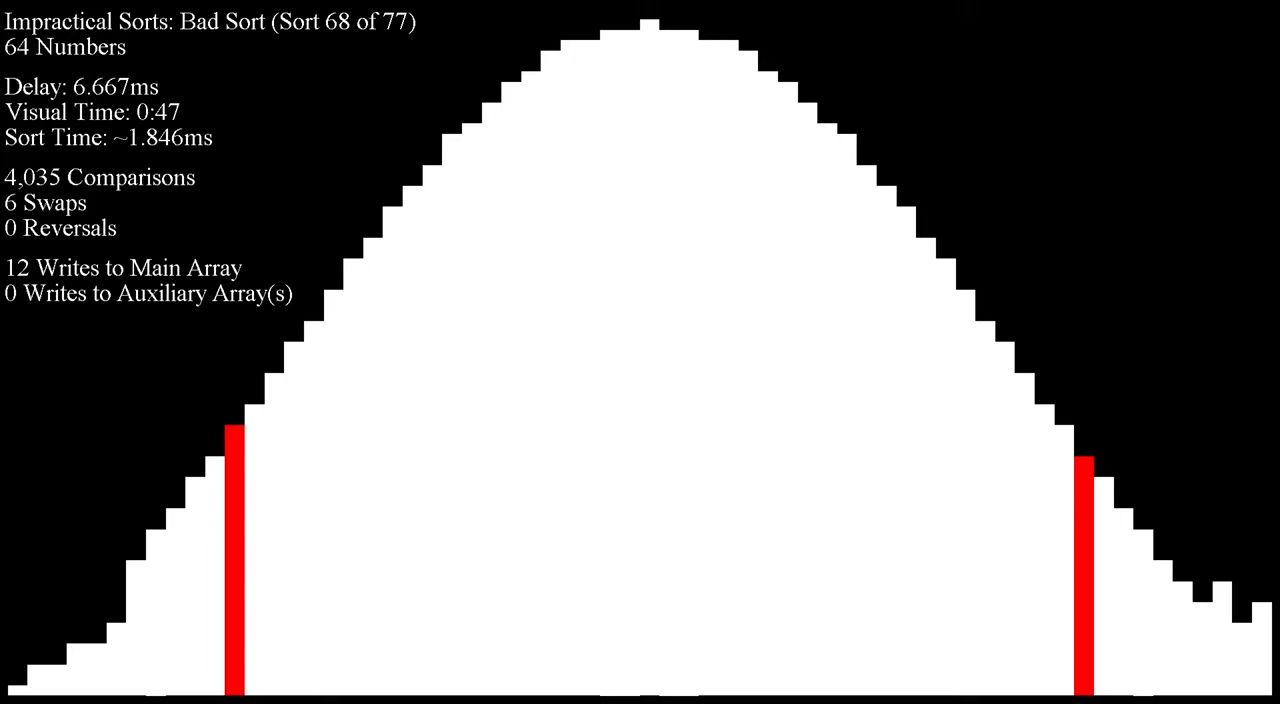 Impractical Sorts: Bad Sort (Sort 68 of 77)
64 Numbers
Delay: 6.667ms
Visual Time: 0:47
Sort Time: ~1.846ms
4,035 Comparisons
6 Swaps
0 Reversals
12 Writes to Main Array
0 Writes to Auxiliary Array(s)